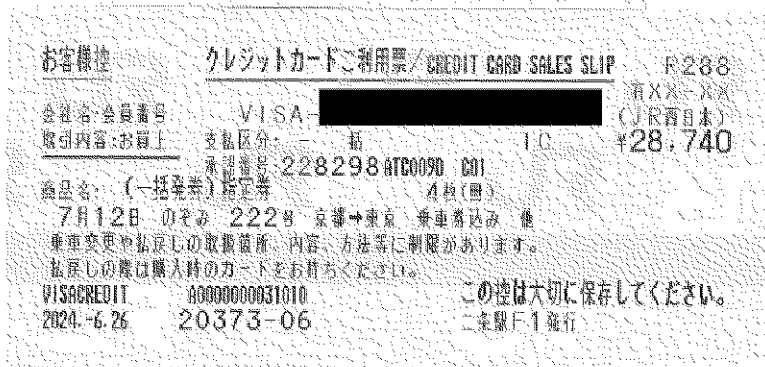 お客様控 クレジットカードご利用票/CREDIT CARD SALES SLIP R288
有XX-XX
会社名・会員番号 VISA- (JR西日本)
取引内容:お買上 支払区分: 一括 IC ¥28,740
承認番号 228298 ATC009D C01
商品名: (一括発券)指定券 4枚(冊)
7月12日 のぞみ 222号 京都→東京 乗車券込み 他
乗車変更や払戻しの取扱箇所、内容、方法等に制限があります。
払戻しの際は購入時のカードをお持ちください。
VISACREDIT A0000000031010 この控は大切に保存してください。
2024.-6.26 20373-06 二条駅F1発行